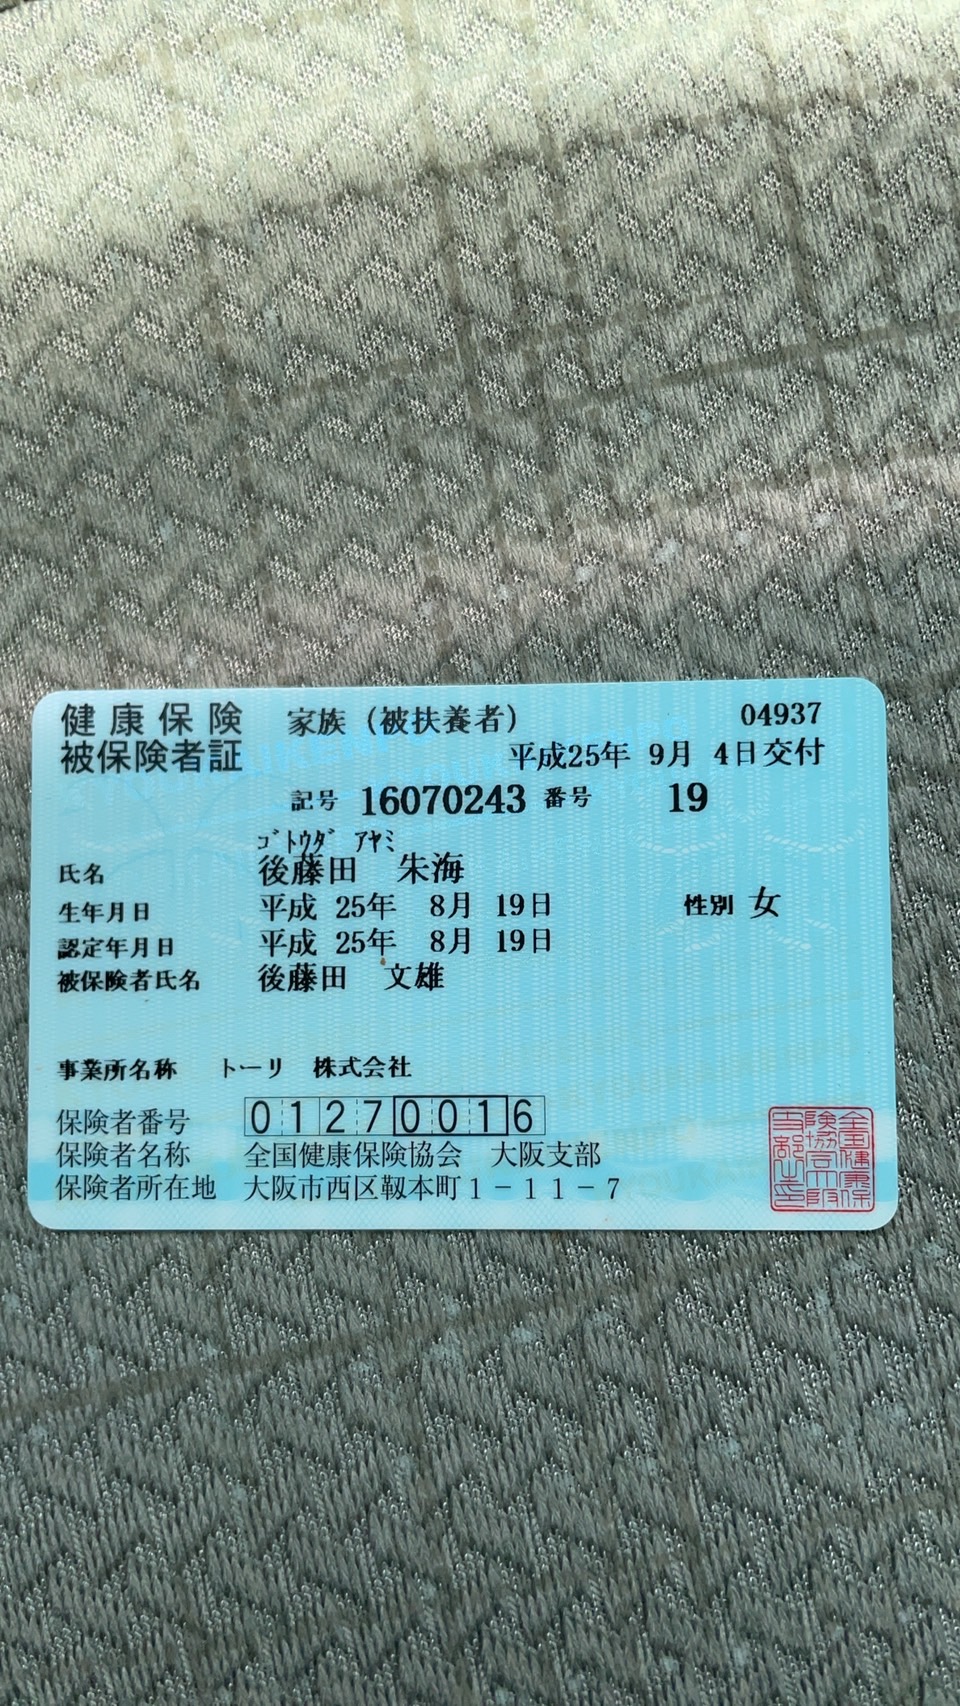 健康保険 家族（被扶養者） 04937
被保険者証 平成25年 9月 4日交付
記号 16070243 番号 19
ｺﾞﾄｳﾀﾞ ｱﾔﾐ
氏名 後藤田 朱海
生年月日 平成 25年 8月 19日 性別 女
認定年月日 平成 25年 8月 19日
被保険者氏名 後藤田 文雄
事業所名称 トーリ 株式会社
保険者番号 01270016
保険者名称 全国健康保険協会 大阪支部
保険者所在地 大阪市西区靱本町1－11－7